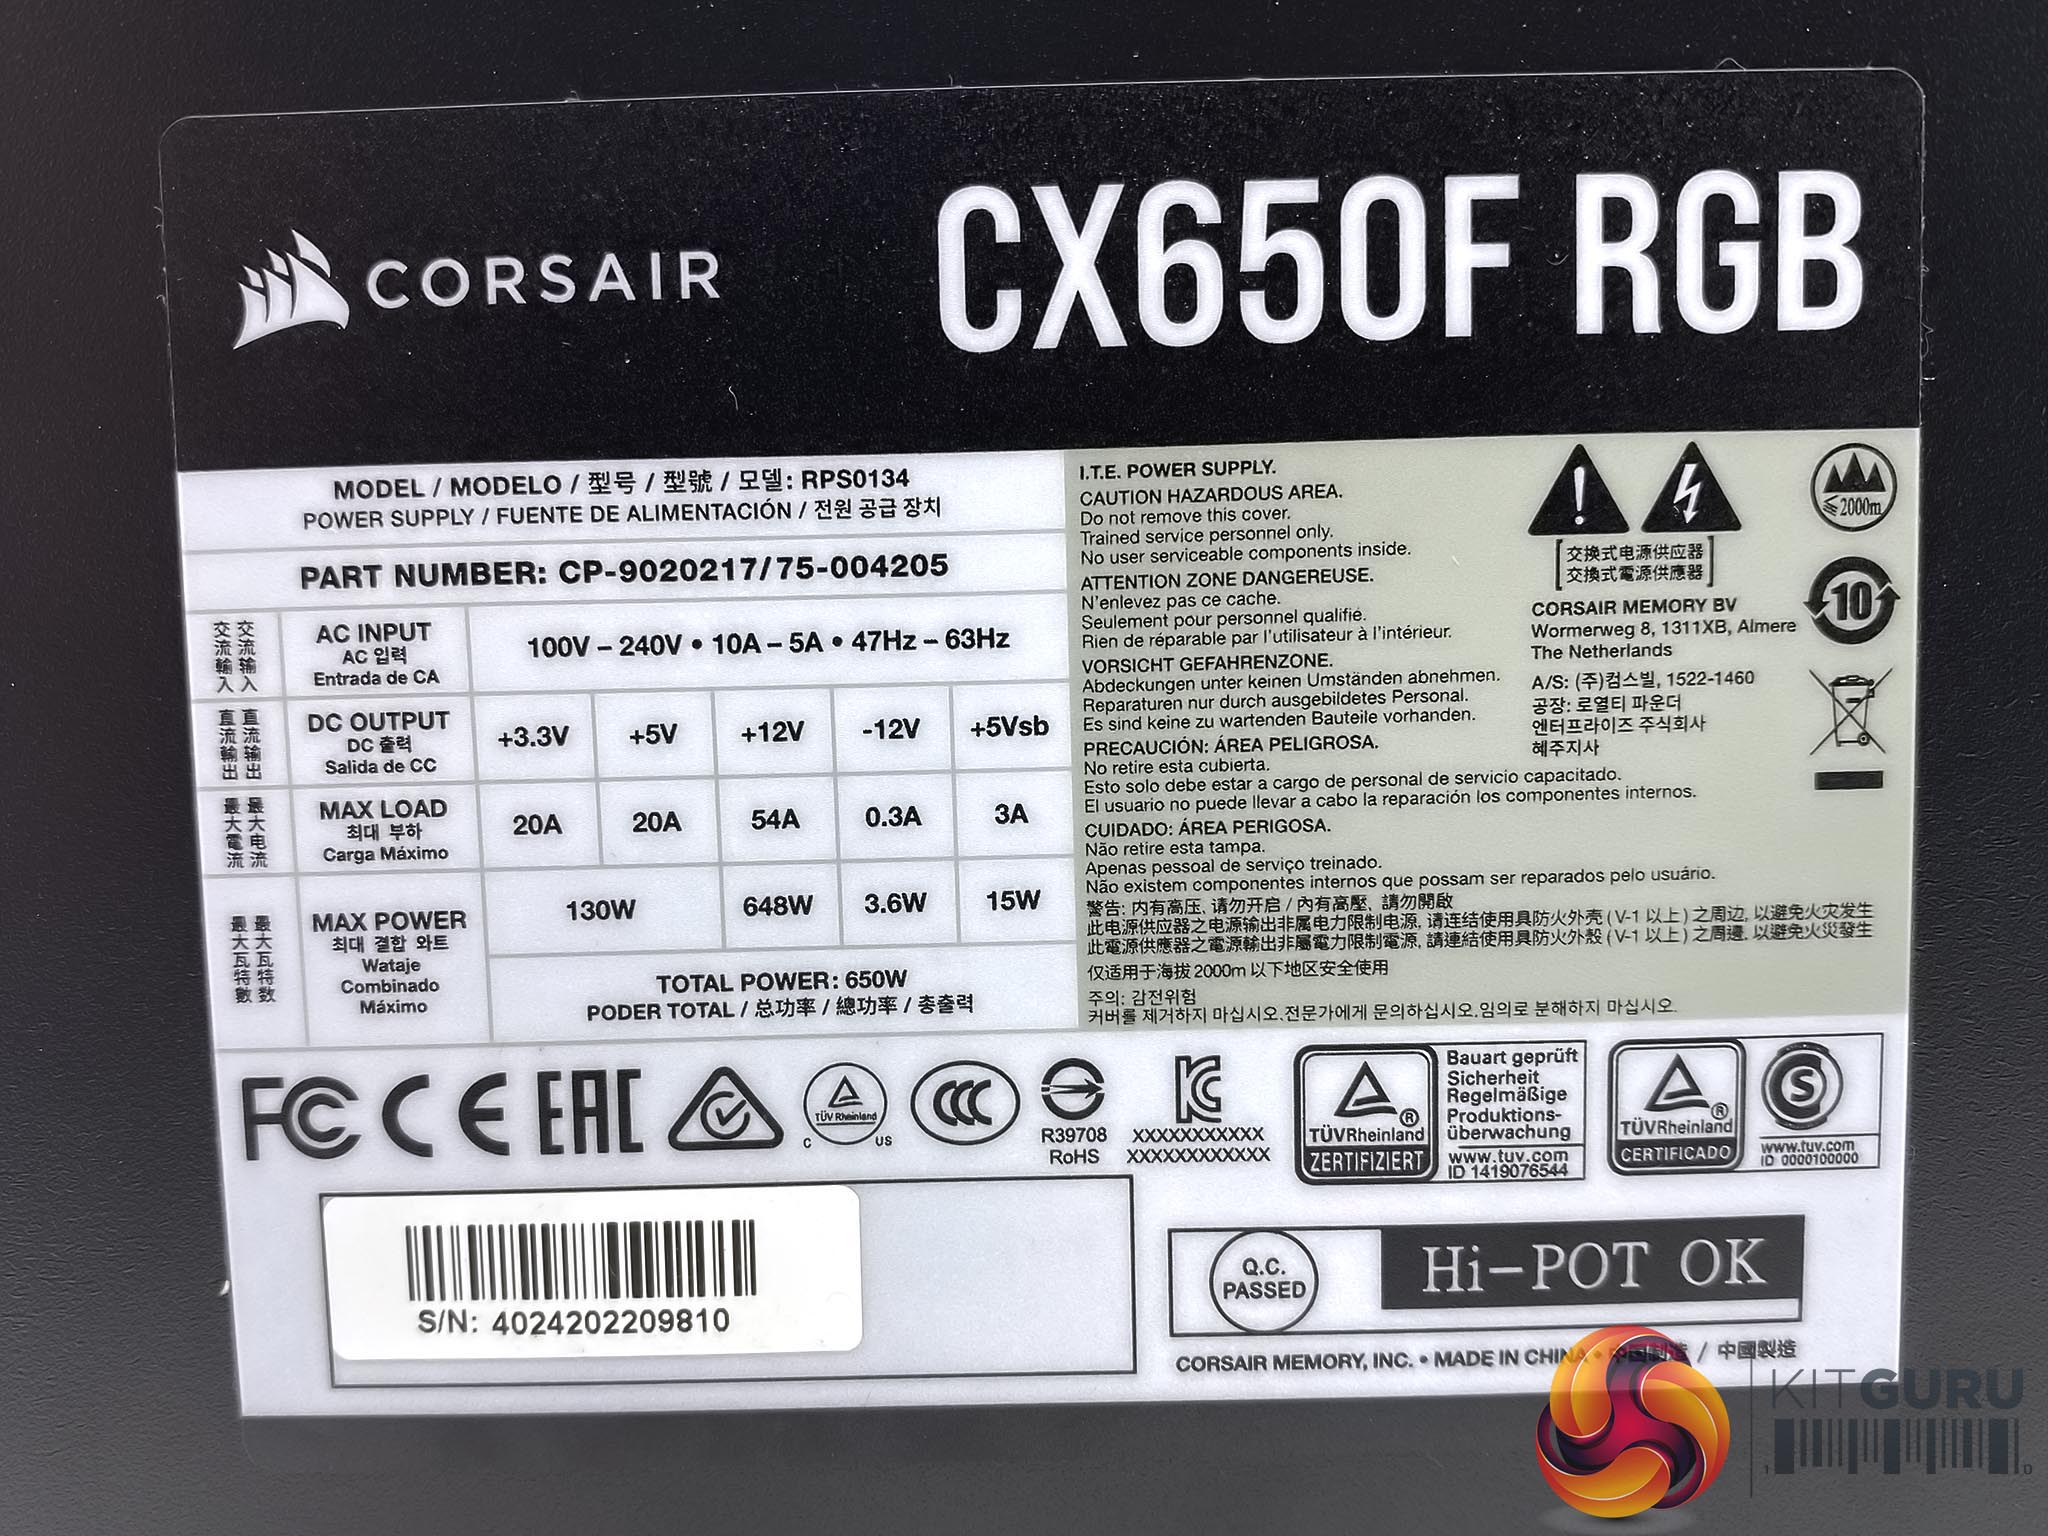 CORSAIR
CX650F RGB
MODEL / MODELO / 型号 / 型號 / 모델: RPS0134
POWER SUPPLY / FUENTE DE ALIMENTACIÓN / 전원 공급 장치
PART NUMBER: CP-9020217/75-004205
交流輸入 交流输入
AC INPUT
AC 입력
Entrada de CA
100V – 240V • 10A – 5A • 47Hz – 63Hz
直流輸出 直流输出
DC OUTPUT
DC 출력
Salida de CC
+3.3V +5V +12V -12V +5Vsb
最大電流 最大电流
MAX LOAD
최대 부하
Carga Máximo
20A 20A 54A 0.3A 3A
最大瓦特數 最大瓦特数
MAX POWER
최대 결합 와트
Wataje
Combinado
Máximo
130W 648W 3.6W 15W
TOTAL POWER: 650W
PODER TOTAL / 总功率 / 總功率 / 총출력
I.T.E. POWER SUPPLY.
CAUTION HAZARDOUS AREA.
Do not remove this cover.
Trained service personnel only.
No user serviceable components inside.
ATTENTION ZONE DANGEREUSE.
N'enlevez pas ce cache.
Seulement pour personnel qualifié.
Rien de réparable par l'utilisateur à l'intérieur.
VORSICHT GEFAHRENZONE.
Abdeckungen unter keinen Umständen abnehmen.
Reparaturen nur durch ausgebildetes Personal.
Es sind keine zu wartenden Bauteile vorhanden.
PRECAUCIÓN: ÁREA PELIGROSA.
No retire esta cubierta.
Esto solo debe estar a cargo de personal de servicio capacitado.
El usuario no puede llevar a cabo la reparación los componentes internos.
CUIDADO: ÁREA PERIGOSA.
Não retire esta tampa.
Apenas pessoal de serviço treinado.
Não existem componentes internos que possam ser reparados pelo usuário.
警告: 内有高压, 请勿开启 / 內有高壓, 請勿開啟
此电源供应器之电源输出非属电力限制电源, 请连结使用具防火外壳 (V-1 以上) 之周边, 以避免火灾发生
此電源供應器之電源輸出非屬電力限制電源, 請連結使用具防火外殼 (V-1 以上) 之周邊, 以避免火災發生
仅适用于海拔 2000m 以下地区安全使用
주의: 감전위험
커버를 제거하지 마십시오.전문가에게 문의하십시오.임의로 분해하지 마십시오.
交换式电源供应器
交換式電源供應器
CORSAIR MEMORY BV
Wormerweg 8, 1311XB, Almere
The Netherlands
A/S: (주)컴스빌, 1522-1460
공장: 로열티 파운더
엔터프라이즈 주식회사
혜주지사
≤2000m
10
FC CE EAC
TÜV Rheinland
C US
CCC
R39708
RoHS
KC
XXXXXXXXXXX
XXXXXXXXXXXX
TÜVRheinland®
ZERTIFIZIERT
Bauart geprüft
Sicherheit
Regelmäßige
Produktions-
überwachung
www.tuv.com
ID 1419076544
TÜVRheinland®
CERTIFICADO
S
www.tuv.com
ID 0000100000
S/N: 4024202209810
Q.C.
PASSED
Hi-POT OK
CORSAIR MEMORY, INC. • MADE IN CHINA • 中国制造 / 中國製造
KITGURU
1 0